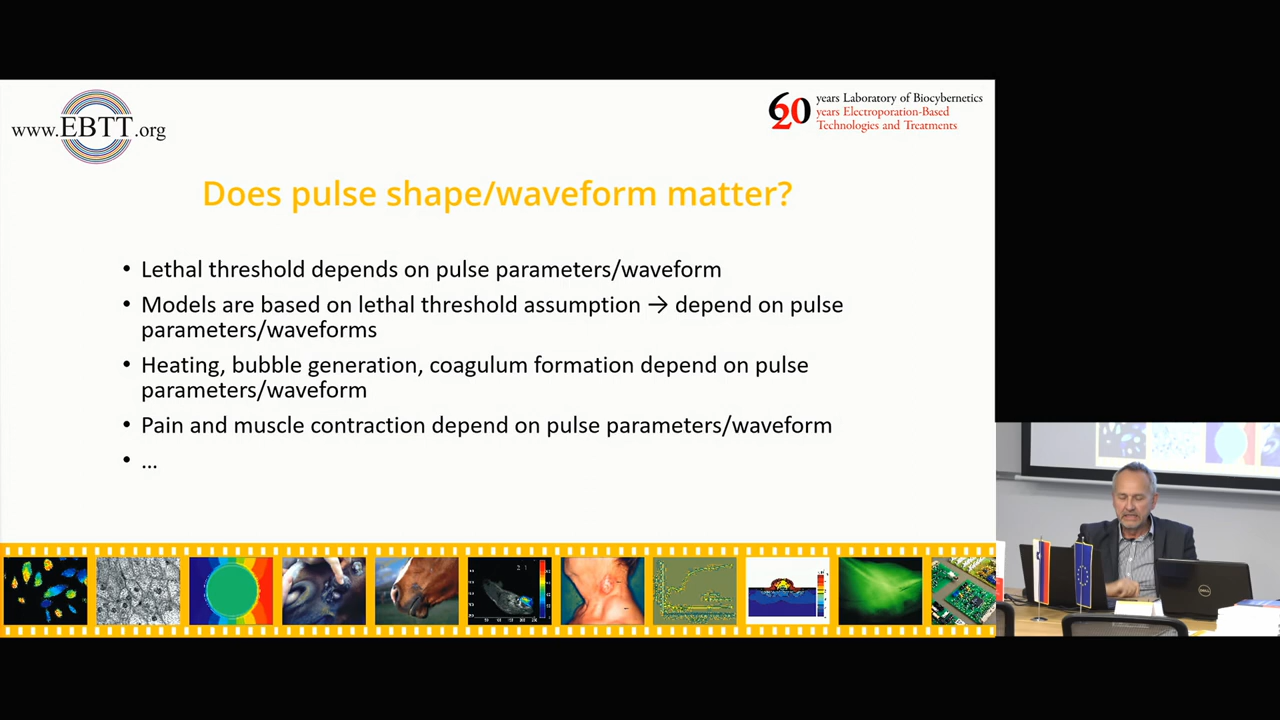 www.EBTT.org
60 20
years Laboratory of Biocybernetics
years Electroporation-Based
Technologies and Treatments
Does pulse shape/waveform matter?
• Lethal threshold depends on pulse parameters/waveform
• Models are based on lethal threshold assumption → depend on pulse
parameters/waveforms
• Heating, bubble generation, coagulum formation depend on pulse
parameters/waveform
• Pain and muscle contraction depend on pulse parameters/waveform
• ...
DELL